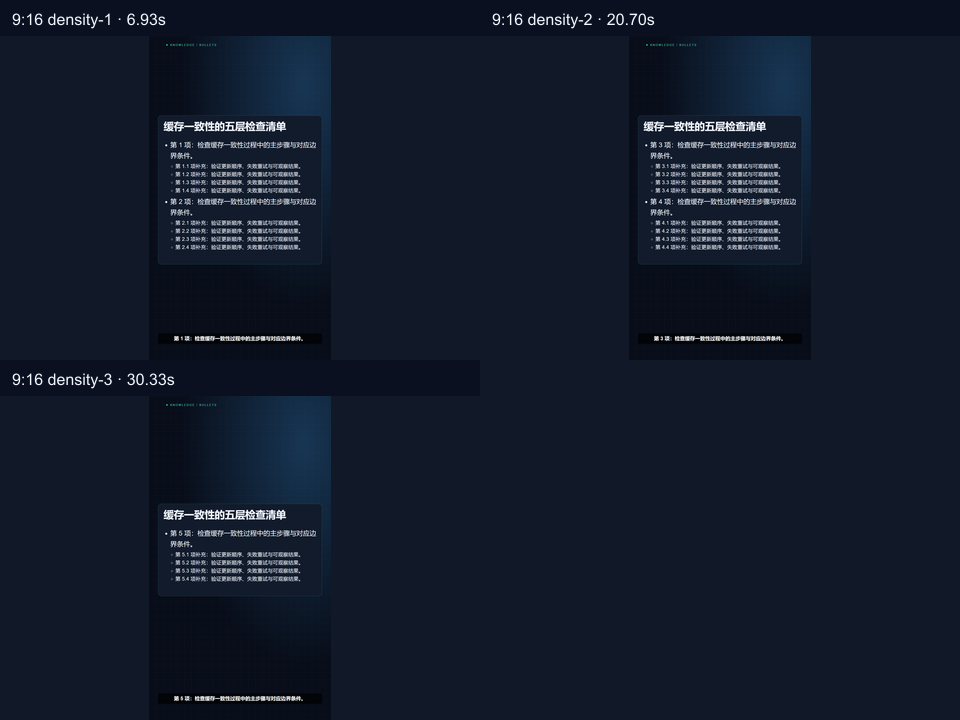 9:16 density-1 · 6.93s
KNOWLEDGE / BULLETS
缓存一致性的五层检查清单
• 第 1 项：检查缓存一致性过程中的主步骤与对应边
界条件。
◦ 第 1.1 项补充：验证更新顺序、失败重试与可观察结果。
◦ 第 1.2 项补充：验证更新顺序、失败重试与可观察结果。
◦ 第 1.3 项补充：验证更新顺序、失败重试与可观察结果。
◦ 第 1.4 项补充：验证更新顺序、失败重试与可观察结果。
• 第 2 项：检查缓存一致性过程中的主步骤与对应边
界条件。
◦ 第 2.1 项补充：验证更新顺序、失败重试与可观察结果。
◦ 第 2.2 项补充：验证更新顺序、失败重试与可观察结果。
◦ 第 2.3 项补充：验证更新顺序、失败重试与可观察结果。
◦ 第 2.4 项补充：验证更新顺序、失败重试与可观察结果。
第 1 项：检查缓存一致性过程中的主步骤与对应边界条件。
9:16 density-2 · 20.70s
KNOWLEDGE / BULLETS
缓存一致性的五层检查清单
• 第 3 项：检查缓存一致性过程中的主步骤与对应边
界条件。
◦ 第 3.1 项补充：验证更新顺序、失败重试与可观察结果。
◦ 第 3.2 项补充：验证更新顺序、失败重试与可观察结果。
◦ 第 3.3 项补充：验证更新顺序、失败重试与可观察结果。
◦ 第 3.4 项补充：验证更新顺序、失败重试与可观察结果。
• 第 4 项：检查缓存一致性过程中的主步骤与对应边
界条件。
◦ 第 4.1 项补充：验证更新顺序、失败重试与可观察结果。
◦ 第 4.2 项补充：验证更新顺序、失败重试与可观察结果。
◦ 第 4.3 项补充：验证更新顺序、失败重试与可观察结果。
◦ 第 4.4 项补充：验证更新顺序、失败重试与可观察结果。
第 3 项：检查缓存一致性过程中的主步骤与对应边界条件。
9:16 density-3 · 30.33s
KNOWLEDGE / BULLETS
缓存一致性的五层检查清单
• 第 5 项：检查缓存一致性过程中的主步骤与对应边
界条件。
◦ 第 5.1 项补充：验证更新顺序、失败重试与可观察结果。
◦ 第 5.2 项补充：验证更新顺序、失败重试与可观察结果。
◦ 第 5.3 项补充：验证更新顺序、失败重试与可观察结果。
◦ 第 5.4 项补充：验证更新顺序、失败重试与可观察结果。
第 5 项：检查缓存一致性过程中的主步骤与对应边界条件。